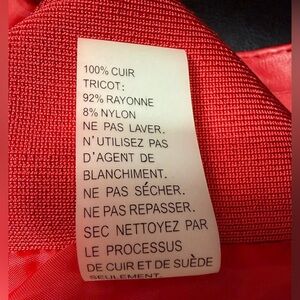 100% CUIR
TRICOT:
92% RAYONNE
8% NYLON
NE PAS LAVER.
N'UTILISEZ PAS
D'AGENT DE
BLANCHIMENT.
NE PAS SÉCHER.
NE PAS REPASSER.
SEC NETTOYEZ PAR
LE PROCESSUS
DE CUIR ET DE SUÈDE
SEULEMENT.